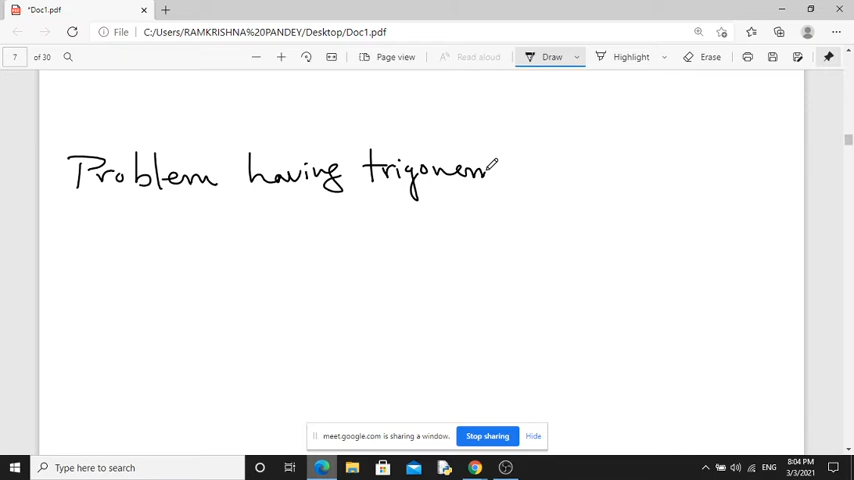 *Doc1.pdf
File C:/Users/RAMKRISHNA%20PANDEY/Desktop/Doc1.pdf
7 of 30 Page view Read aloud Draw Highlight Erase
Problem having trigonem
meet.google.com is sharing a window. Stop sharing Hide
Type here to search
ENG
8:04 PM
3/3/2021